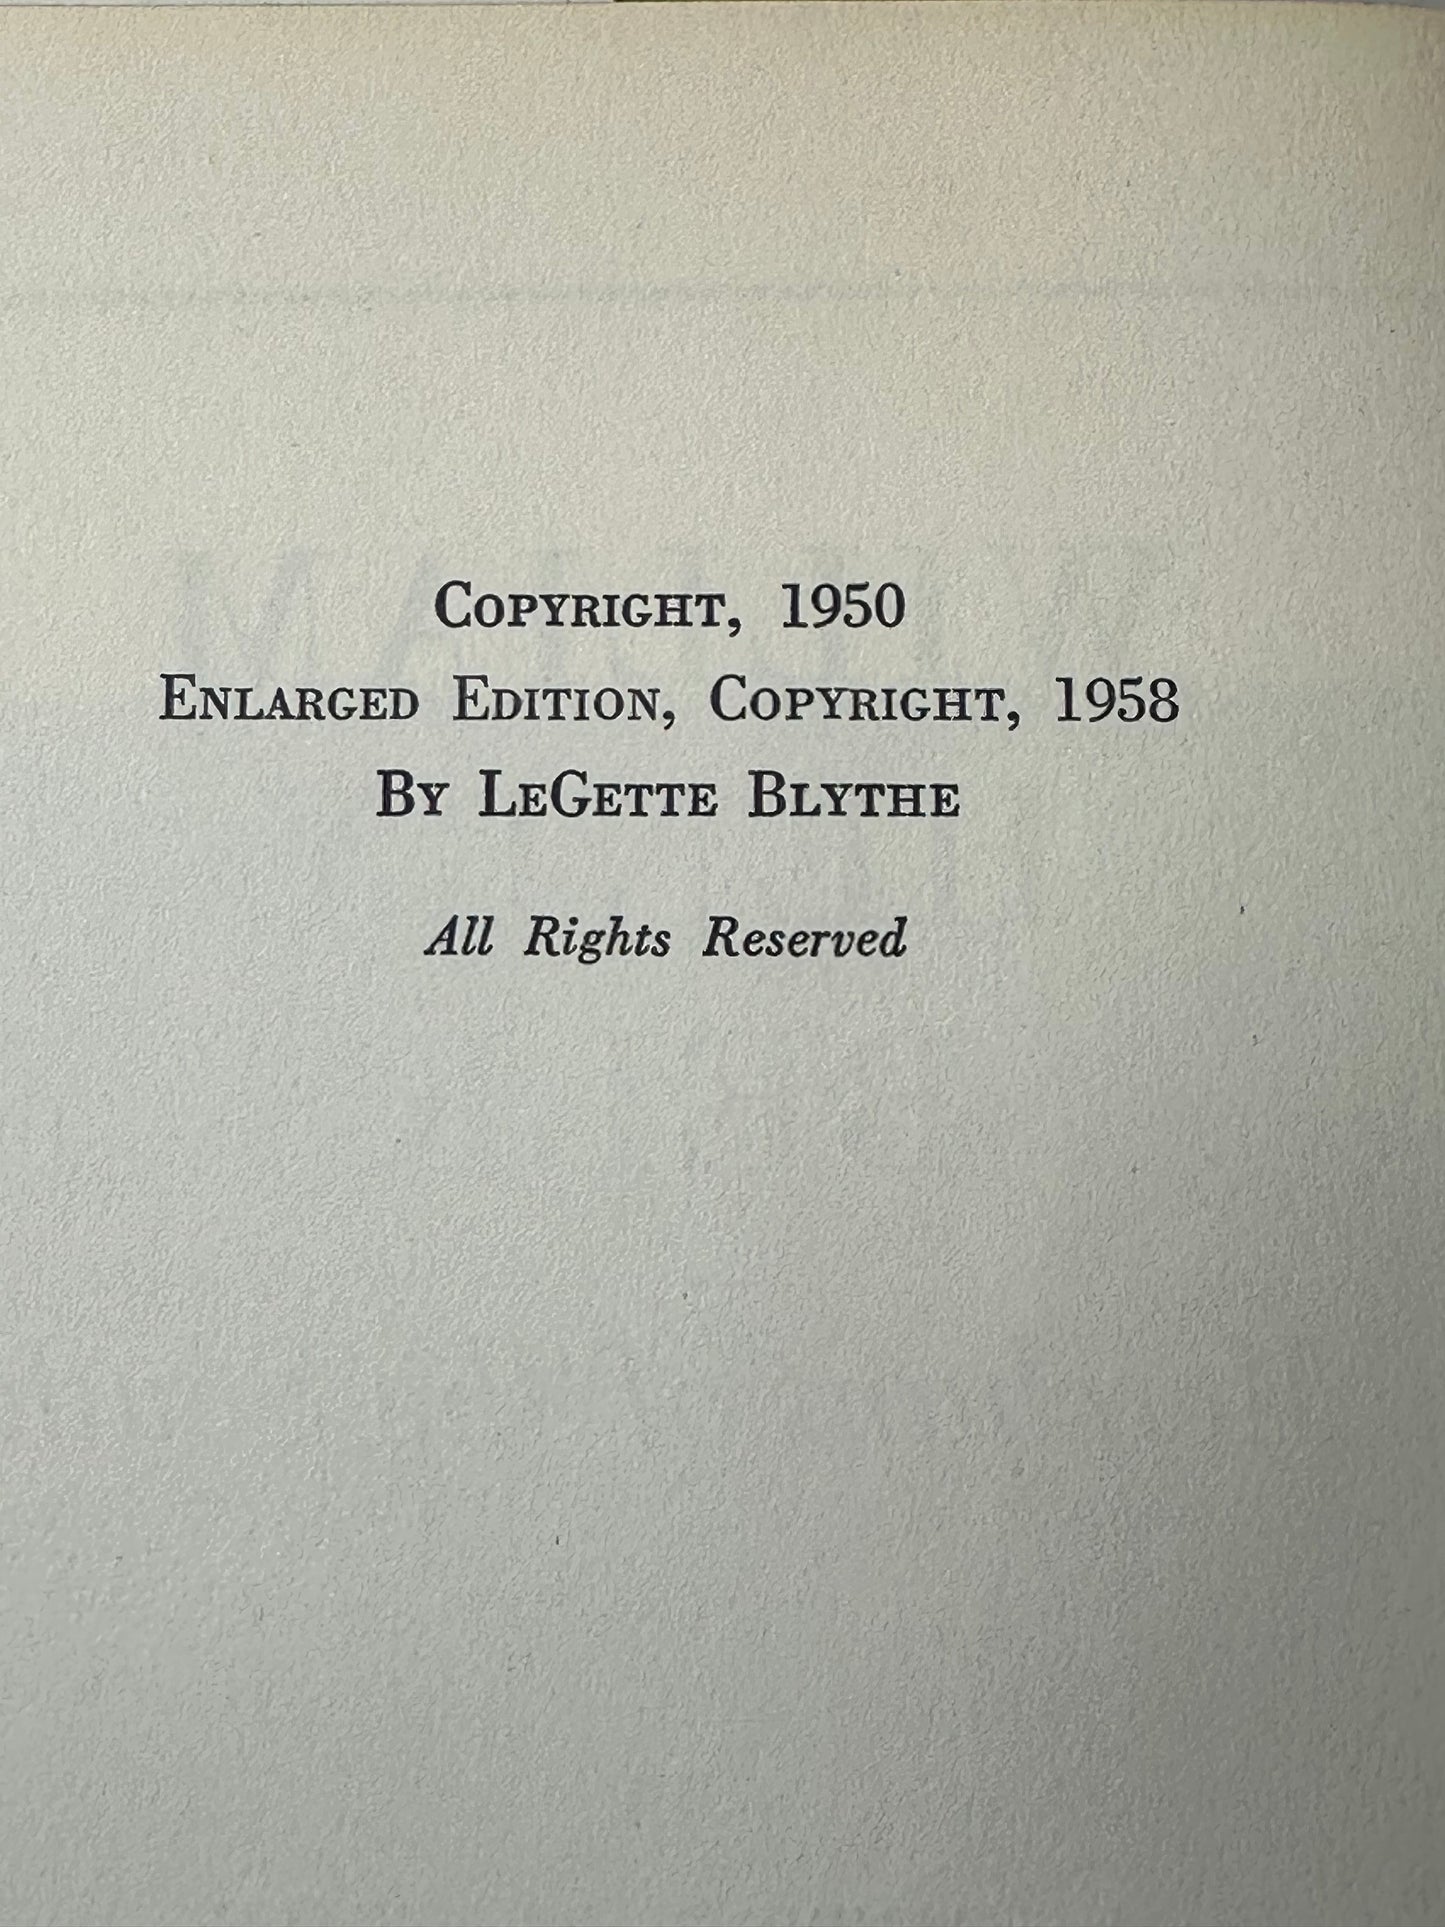 Copyright, 1950
Enlarged Edition, Copyright, 1958
By LeGette Blythe
All Rights Reserved